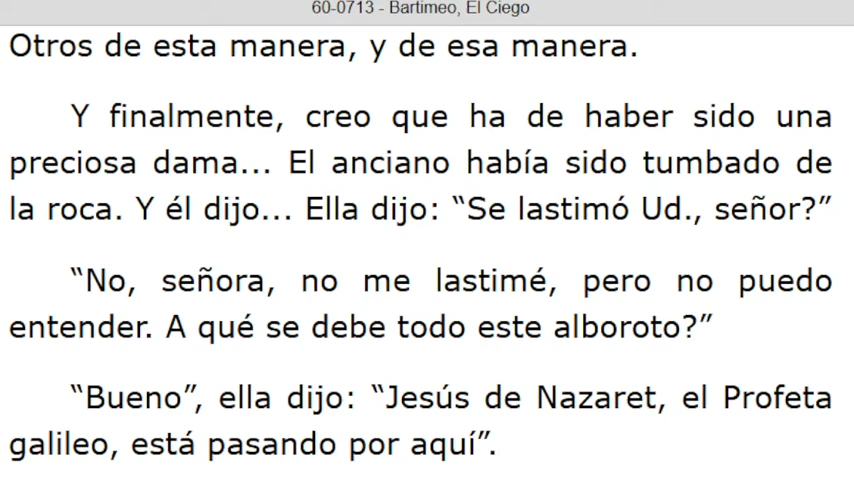 60-0713 - Bartimeo, El Ciego
Otros de esta manera, y de esa manera.
Y finalmente, creo que ha de haber sido una
preciosa dama... El anciano había sido tumbado de
la roca. Y él dijo... Ella dijo: “Se lastimó Ud., señor?”
“No, señora, no me lastimé, pero no puedo
entender. A qué se debe todo este alboroto?”
“Bueno”, ella dijo: “Jesús de Nazaret, el Profeta
galileo, está pasando por aquí”.